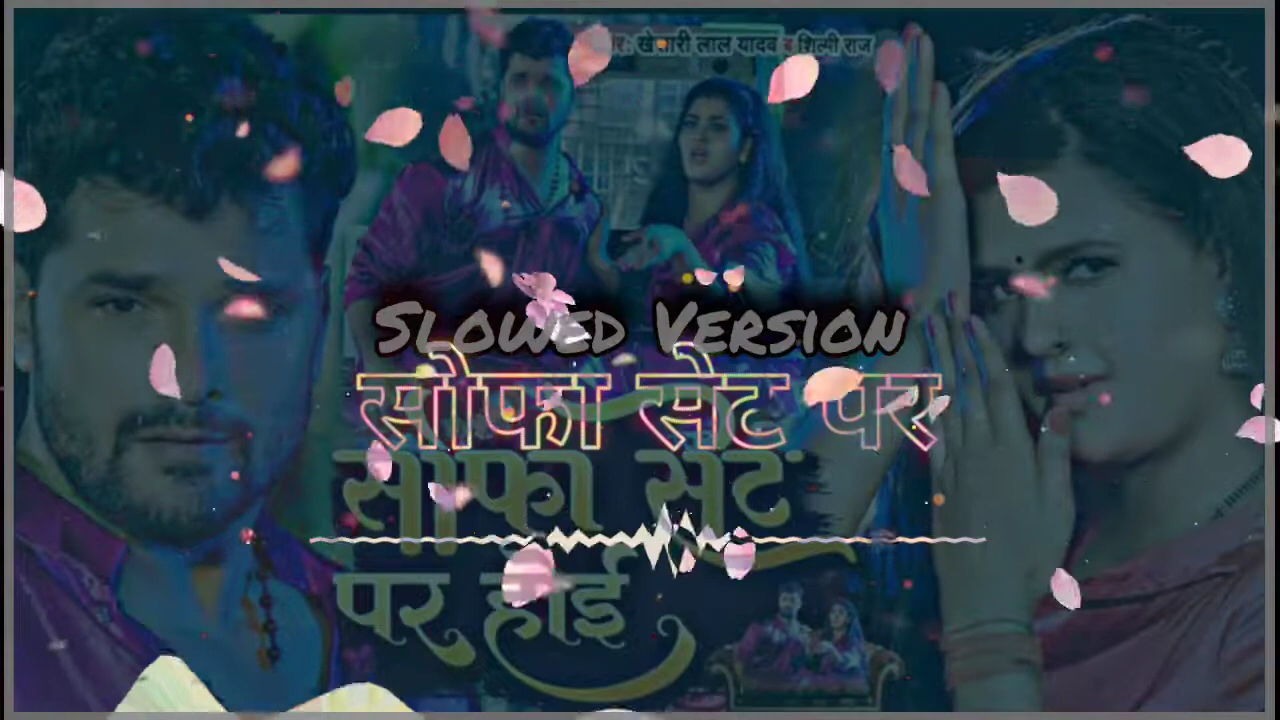 खेसारी लाल यादव व शिल्पी राज
Slowed Version
सोफा सेट पर
सोफा सेट
पर होई